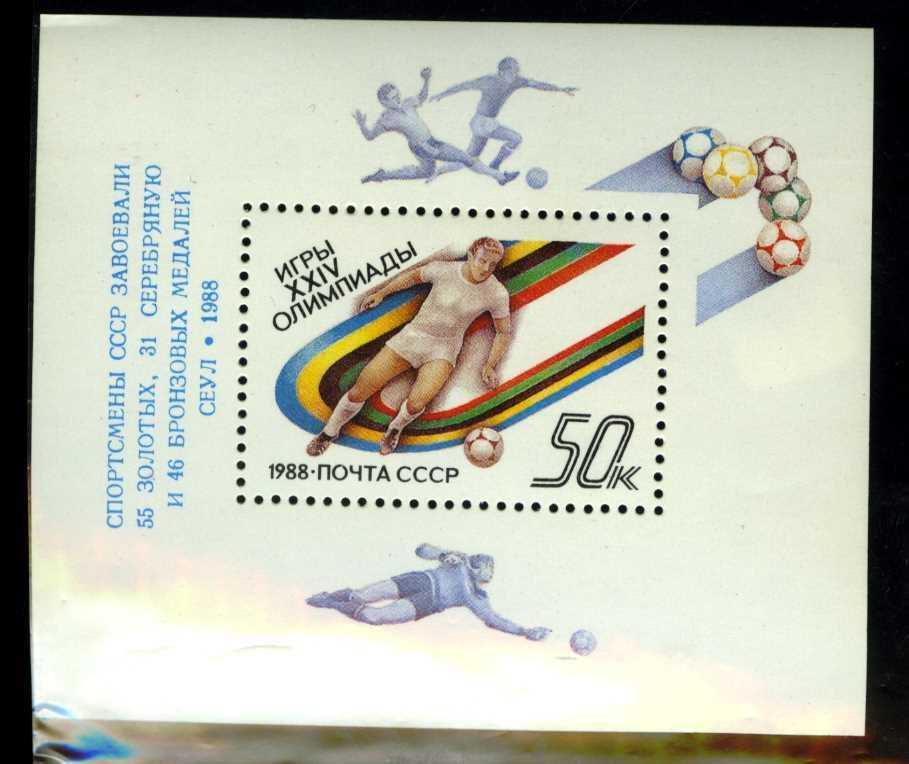 СПОРТСМЕНЫ СССР ЗАВОЕВАЛИ
55 ЗОЛОТЫХ, 31 СЕРЕБРЯНУЮ
И 46 БРОНЗОВЫХ МЕДАЛЕЙ
СЕУЛ • 1988
ИГРЫ
XXIV
ОЛИМПИАДЫ
1988·ПОЧТА СССР
50К